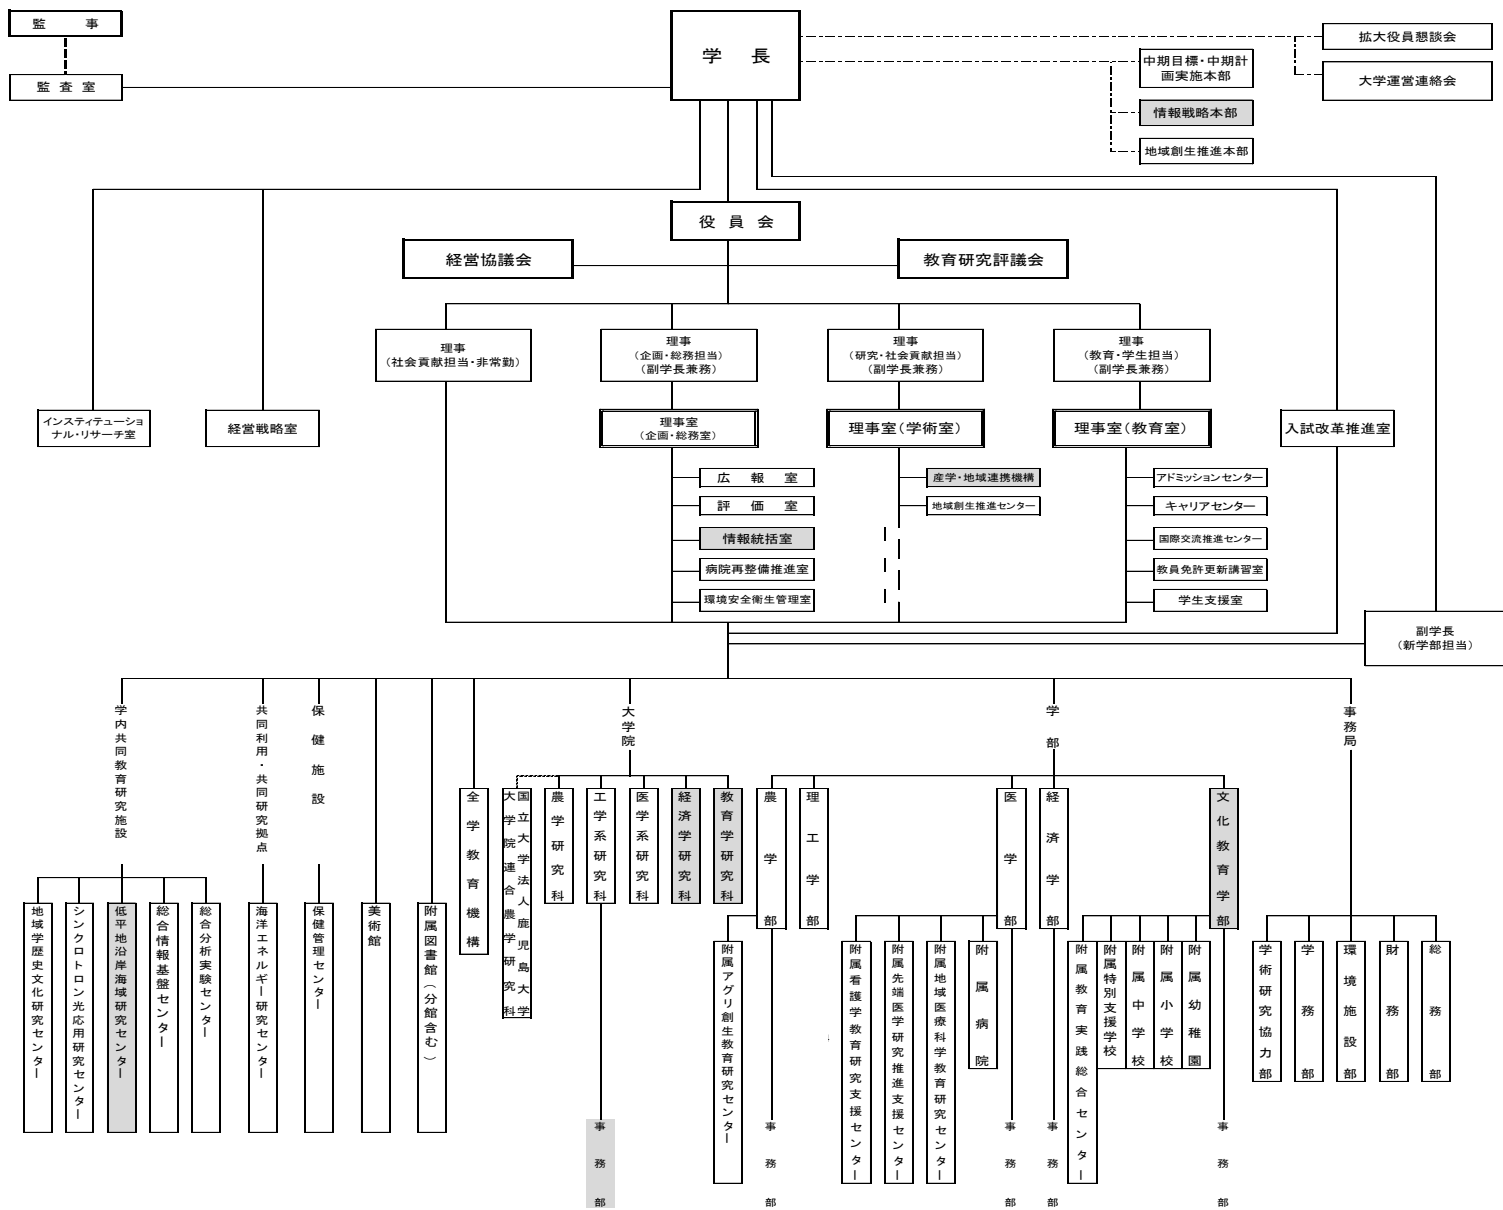 監事
学長
拡大役員懇談会
監査室
中期目標・中期計
画実施本部
大学運営連絡会
情報戦略本部
地域創生推進本部
役員会
経営協議会
教育研究評議会
理事
（社会貢献担当・非常勤）
理事
（企画・総務担当）
（副学長兼務）
理事
（研究・社会貢献担当）
（副学長兼務）
理事
（教育・学生担当）
（副学長兼務）
インスティテューショ
ナル・リサーチ室
経営戦略室
理事室
（企画・総務室）
理事室（学術室）
理事室（教育室）
入試改革推進室
広報室
評価室
情報統括室
病院再整備推進室
環境安全衛生管理室
産学・地域連携機構
地域創生推進センター
アドミッションセンター
キャリアセンター
国際交流推進センター
教員免許更新講習室
学生支援室
副学長
（新学部担当）
学内共同教育研究施設
共同利用・共同研究拠点
保健施設
大学院
学部
事務局
地域学歴史文化研究センター
シンクロトロン光応用研究センター
低平地沿岸海域研究センター
総合情報基盤センター
総合分析実験センター
海洋エネルギー研究センター
保健管理センター
美術館
附属図書館（分館含む）
全学教育機構
国立大学法人鹿児島大学
大学院連合農学研究科
農学研究科
工学系研究科
医学系研究科
経済学研究科
教育学研究科
事務部
農学部
理工学部
医学部
経済学部
文化教育学部
附属アグリ創生教育研究センター
事務部
附属看護学教育研究支援センター
附属先端医学研究推進支援センター
附属地域医療科学教育研究センター
附属病院
事務部
事務部
附属教育実践総合センター
附属特別支援学校
附属中学校
附属小学校
附属幼稚園
事務部
学術研究協力部
学務部
環境施設部
財務部
総務部